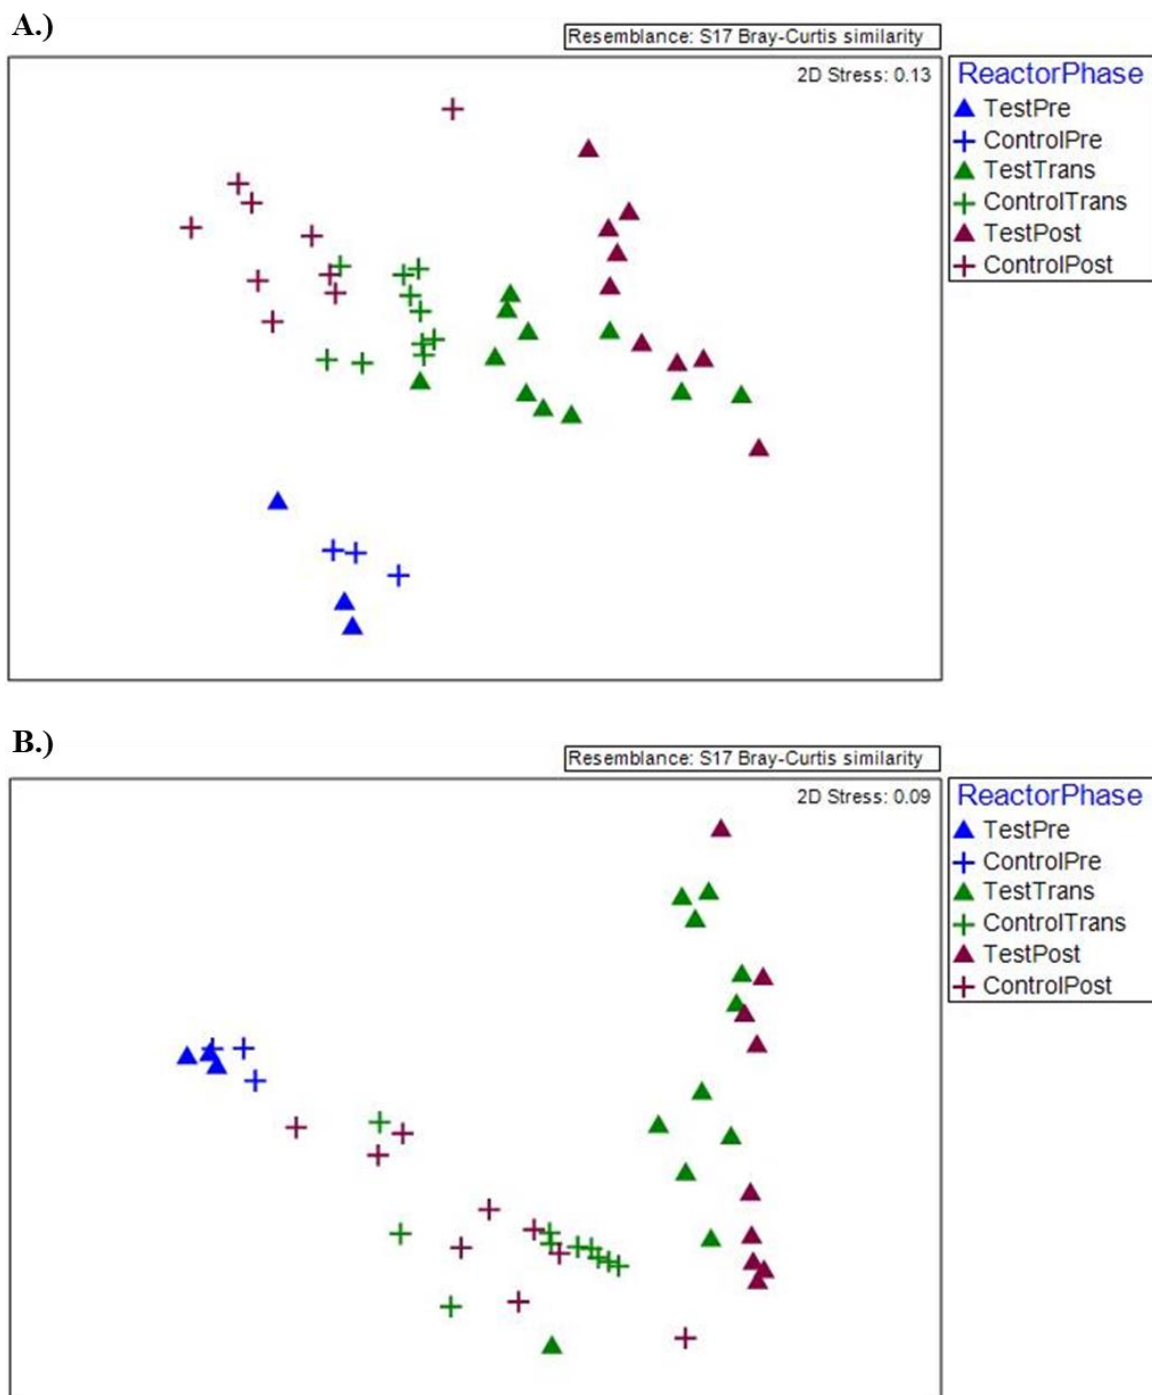 A.)
Resemblance: S17 Bray-Curtis similarity
2D Stress: 0.13
ReactorPhase
TestPre
ControlPre
TestTrans
ControlTrans
TestPost
ControlPost
B.)
Resemblance: S17 Bray-Curtis similarity
2D Stress: 0.09
ReactorPhase
TestPre
ControlPre
TestTrans
ControlTrans
TestPost
ControlPost